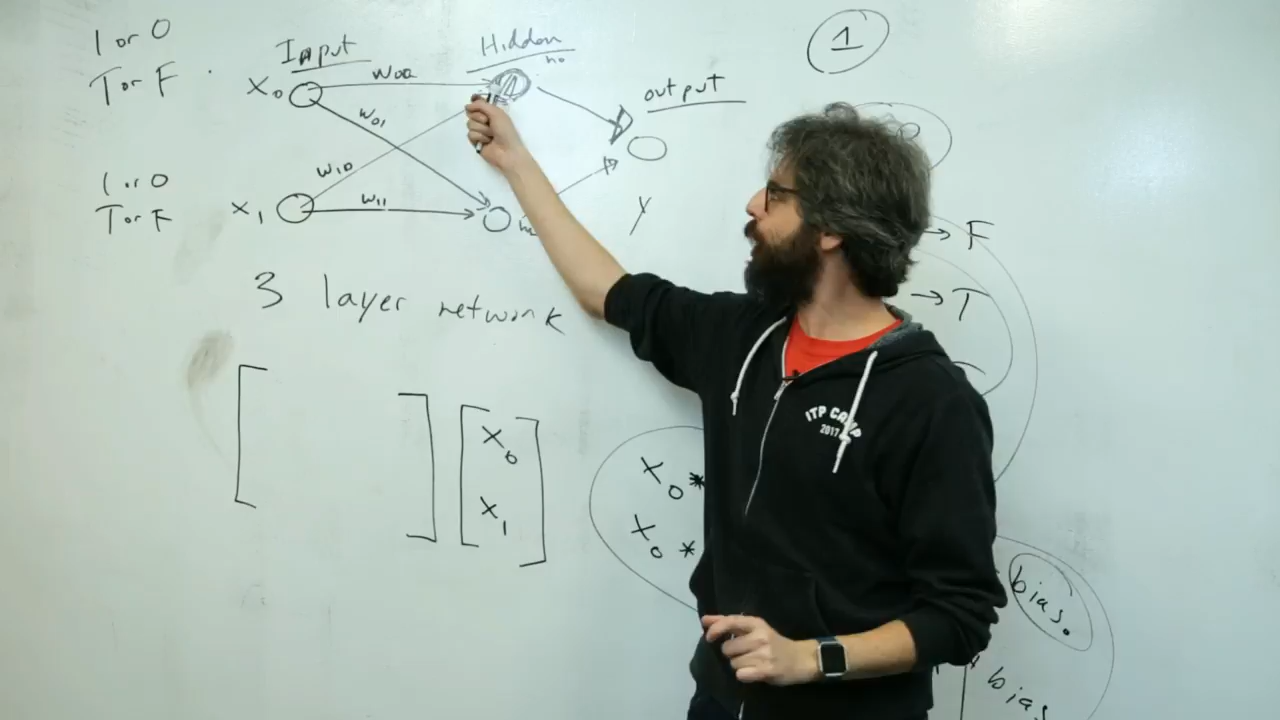 1 or 0
T or F
Input
Hidden
1
X0
W00
h0
output
W01
W10
1 or 0
T or F
X1
W11
Y
F
T
3 layer network
X0
X1
X0 *
X0 *
bias.
bias
ITP CAMP
2017